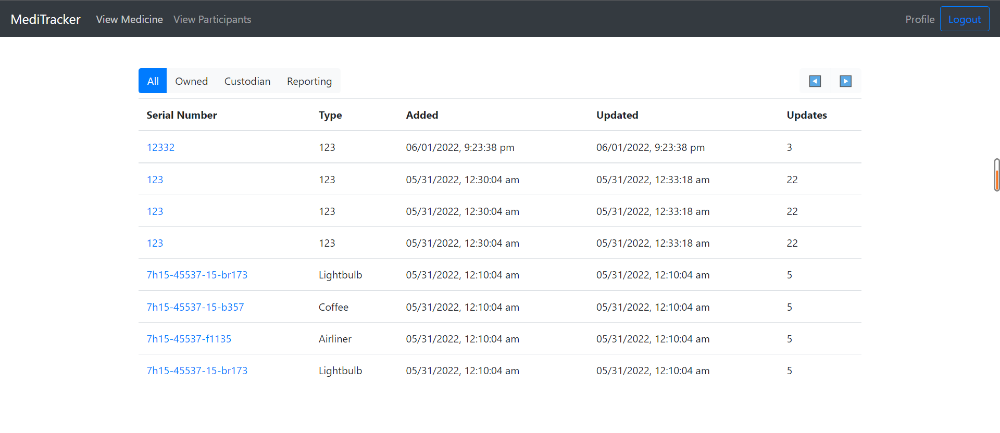 MediTracker View Medicine View Participants Profile Logout
All Owned Custodian Reporting
Serial Number Type Added Updated Updates
12332 123 06/01/2022, 9:23:38 pm 06/01/2022, 9:23:38 pm 3
123 123 05/31/2022, 12:30:04 am 05/31/2022, 12:33:18 am 22
123 123 05/31/2022, 12:30:04 am 05/31/2022, 12:33:18 am 22
123 123 05/31/2022, 12:30:04 am 05/31/2022, 12:33:18 am 22
7h15-45537-15-br173 Lightbulb 05/31/2022, 12:10:04 am 05/31/2022, 12:10:04 am 5
7h15-45537-15-b357 Coffee 05/31/2022, 12:10:04 am 05/31/2022, 12:10:04 am 5
7h15-45537-f1135 Airliner 05/31/2022, 12:10:04 am 05/31/2022, 12:10:04 am 5
7h15-45537-15-br173 Lightbulb 05/31/2022, 12:10:04 am 05/31/2022, 12:10:04 am 5